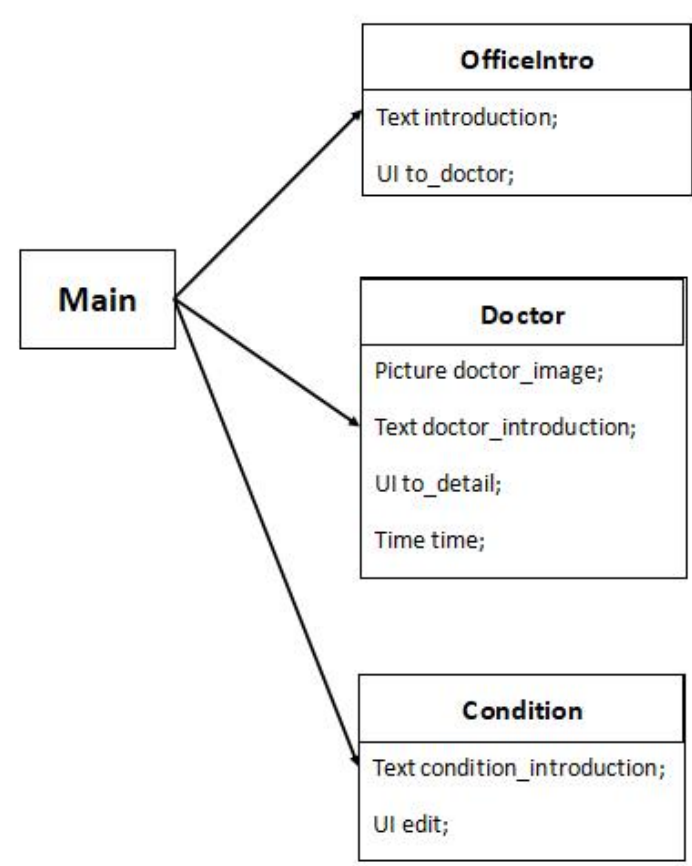 OfficeIntro
Text introduction;
UI to_doctor;
Main
Doctor
Picture doctor_image;
Text doctor_introduction;
UI to_detail;
Time time;
Condition
Text condition_introduction;
UI edit;